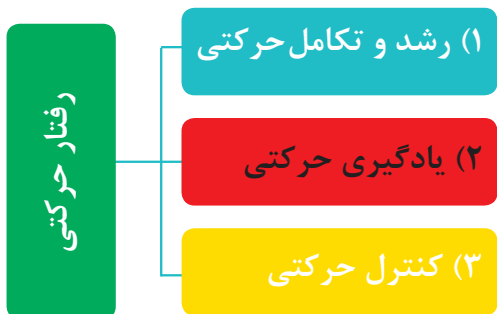 رفتار حرکتی
۱) رشد و تکامل حرکتی
۲) یادگیری حرکتی
۳) کنترل حرکتی